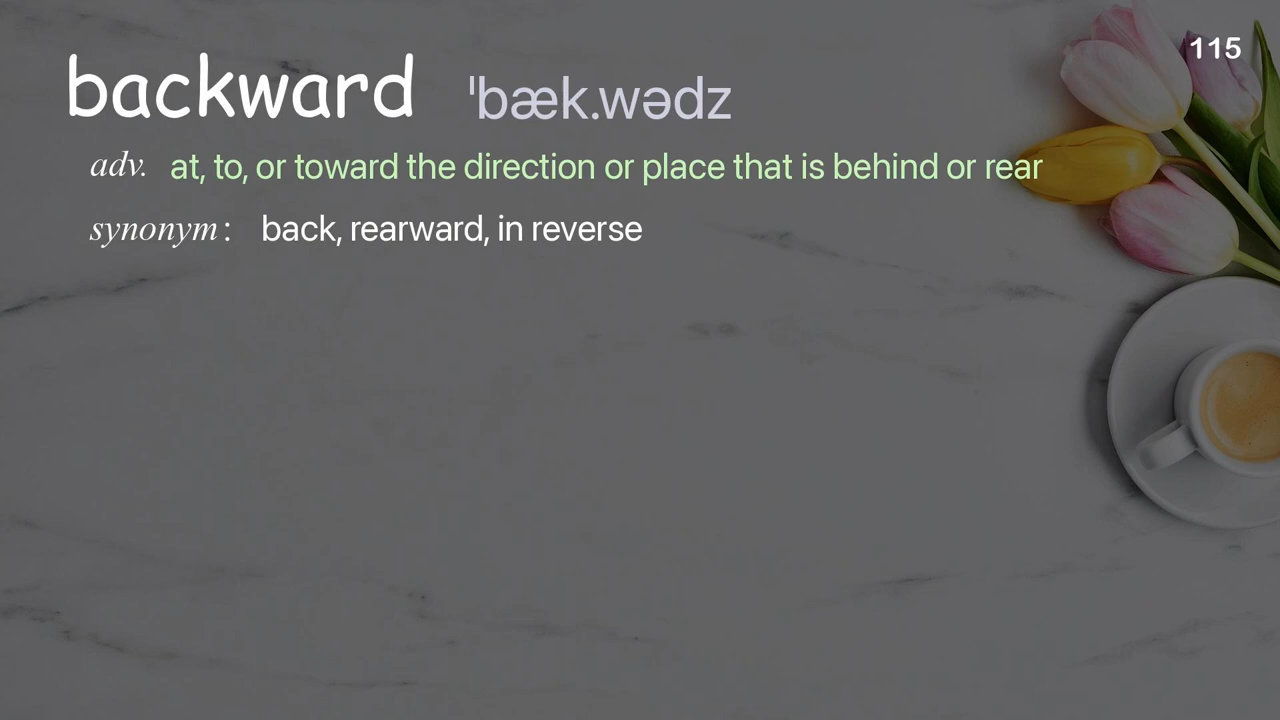 115
backward ˈbæk.wədz
adv. at, to, or toward the direction or place that is behind or rear
synonym : back, rearward, in reverse